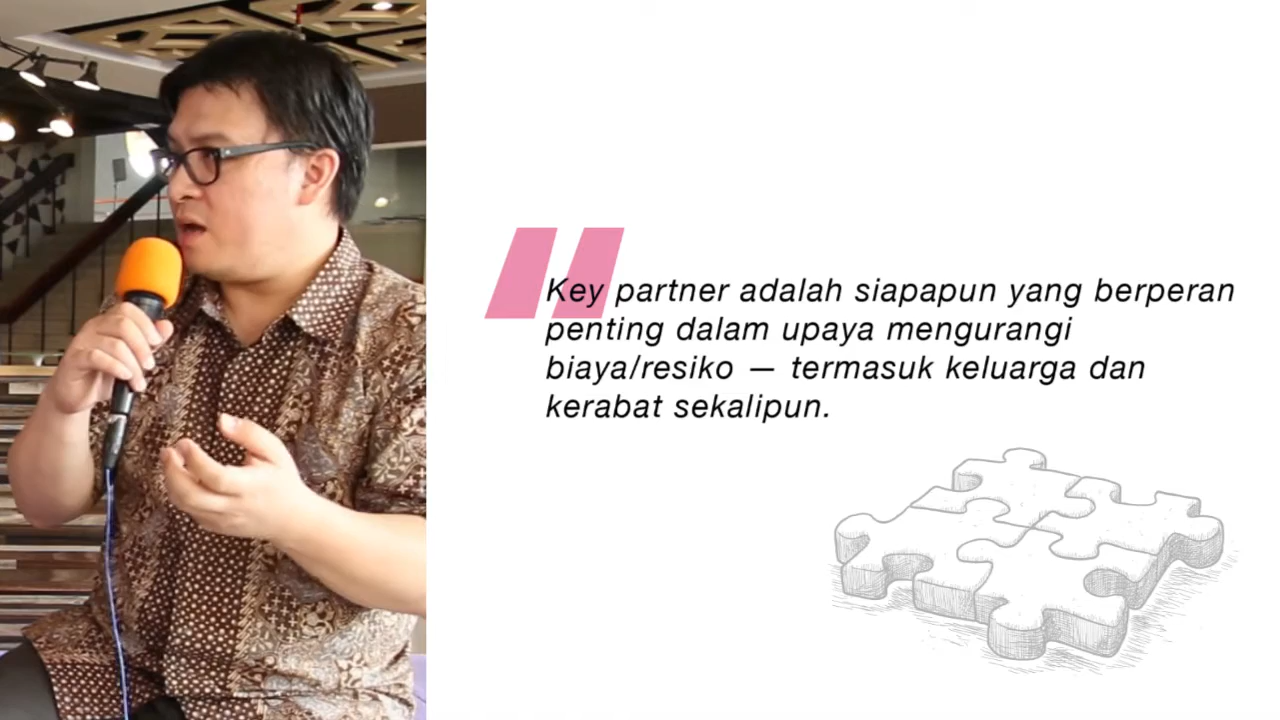 Key partner adalah siapapun yang berperan
penting dalam upaya mengurangi
biaya/resiko — termasuk keluarga dan
kerabat sekalipun.